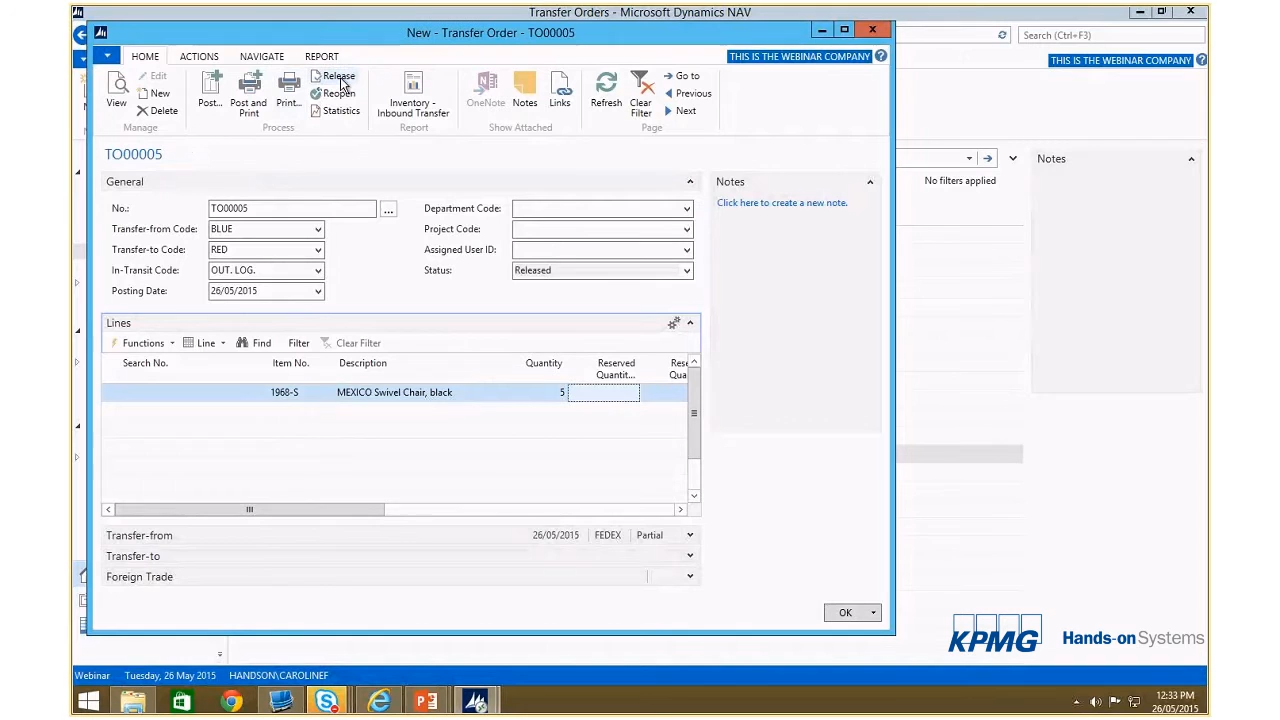 Transfer Orders - Microsoft Dynamics NAV
New - Transfer Order - TO00005
Search (Ctrl+F3)
HOME ACTIONS NAVIGATE REPORT
THIS IS THE WEBINAR COMPANY
THIS IS THE WEBINAR COMPANY
View
Edit
New
Delete
Manage
Post...
Post and Print
Print...
Release
Reopen
Statistics
Process
Inventory - Inbound Transfer
Report
OneNote
Notes
Links
Show Attached
Refresh
Clear Filter
Go to
Previous
Next
Page
TO00005
General
No.: TO00005
Transfer-from Code: BLUE
Transfer-to Code: RED
In-Transit Code: OUT. LOG.
Posting Date: 26/05/2015
Department Code:
Project Code:
Assigned User ID:
Status: Released
Notes
Click here to create a new note.
No filters applied
Notes
Lines
Functions Line Find Filter Clear Filter
Search No. Item No. Description Quantity Reserved Quantit... Rese Qua
1968-S MEXICO Swivel Chair, black 5
Transfer-from 26/05/2015 FEDEX Partial
Transfer-to
Foreign Trade
OK
KPMG Hands-on Systems
Webinar Tuesday, 26 May 2015 HANDSON\CAROLINEF
12:33 PM
26/05/2015